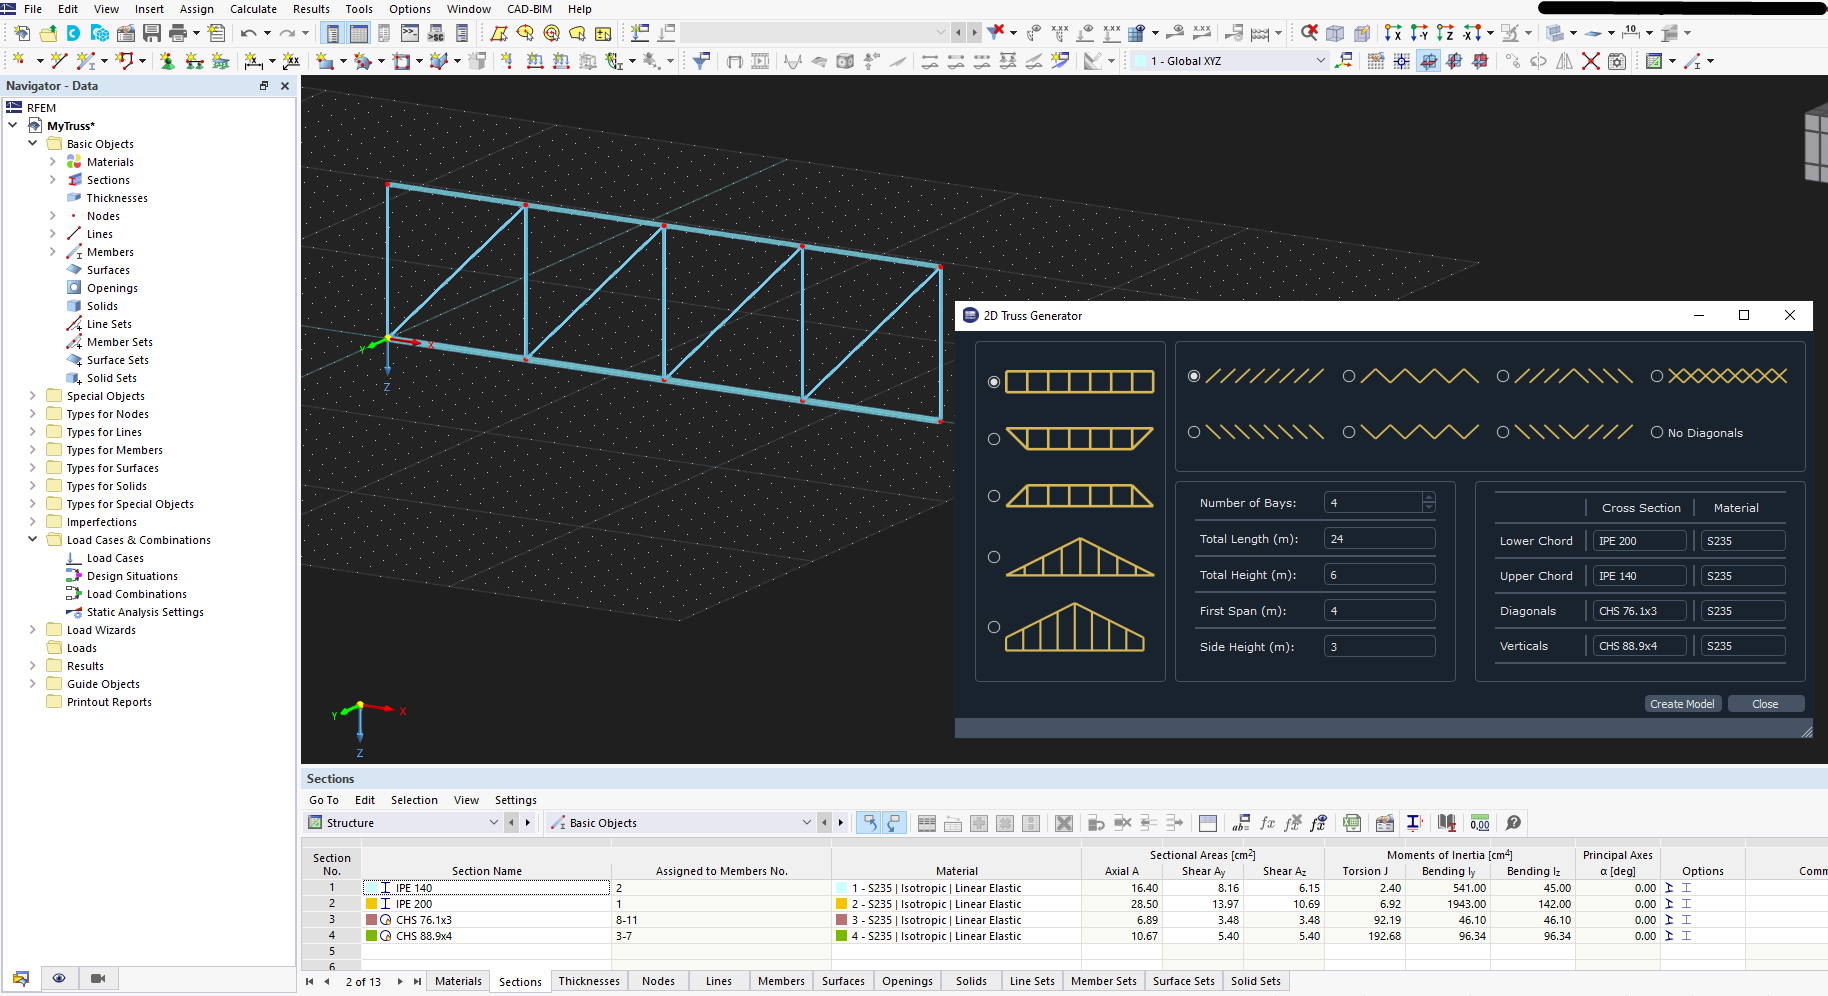 File Edit View Insert Assign Calculate Results Tools Options Window CAD-BIM Help
1 - Global XYZ
Navigator - Data
RFEM
MyTruss*
Basic Objects
Materials
Sections
Thicknesses
Nodes
Lines
Members
Surfaces
Openings
Solids
Line Sets
Member Sets
Surface Sets
Solid Sets
Special Objects
Types for Nodes
Types for Lines
Types for Members
Types for Surfaces
Types for Solids
Types for Special Objects
Imperfections
Load Cases & Combinations
Load Cases
Design Situations
Load Combinations
Static Analysis Settings
Load Wizards
Loads
Results
Guide Objects
Printout Reports
Y X
Z
Y X
Z
2D Truss Generator
No Diagonals
Number of Bays: 4
Total Length (m): 24
Total Height (m): 6
First Span (m): 4
Side Height (m): 3
Cross Section Material
Lower Chord IPE 200 S235
Upper Chord IPE 140 S235
Diagonals CHS 76.1x3 S235
Verticals CHS 88.9x4 S235
Create Model Close
Sections
Go To Edit Selection View Settings
Structure Basic Objects
Section Sectional Areas [cm2] Moments of Inertia [cm4] Principal Axes
No. Section Name Assigned to Members No. Material Axial A Shear Ay Shear Az Torsion J Bending Iy Bending Iz α [deg] Options Comm
1 IPE 140 2 1 - S235 | Isotropic | Linear Elastic 16.40 8.16 6.15 2.40 541.00 45.00 0.00
2 IPE 200 1 2 - S235 | Isotropic | Linear Elastic 28.50 13.97 10.69 6.92 1943.00 142.00 0.00
3 CHS 76.1x3 8-11 3 - S235 | Isotropic | Linear Elastic 6.89 3.48 3.48 92.19 46.10 46.10 0.00
4 CHS 88.9x4 3-7 4 - S235 | Isotropic | Linear Elastic 10.67 5.40 5.40 192.68 96.34 96.34 0.00
5
6
2 of 13 Materials Sections Thicknesses Nodes Lines Members Surfaces Openings Solids Line Sets Member Sets Surface Sets Solid Sets